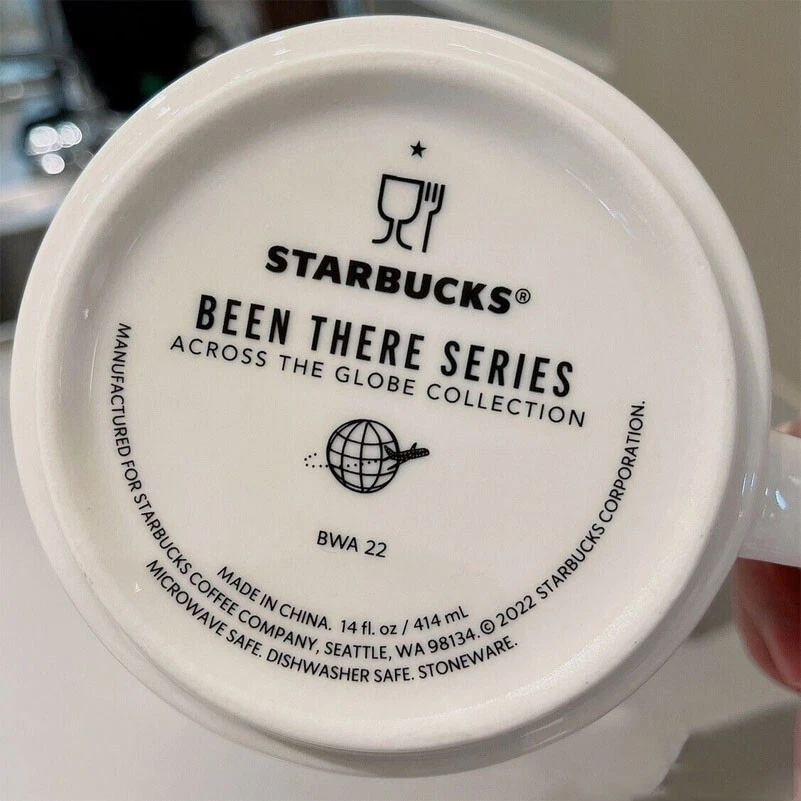 STARBUCKS®
BEEN THERE SERIES
ACROSS THE GLOBE COLLECTION
BWA 22
MADE IN CHINA. 14 fl. oz / 414 mL
MANUFACTURED FOR STARBUCKS COFFEE COMPANY, SEATTLE, WA 98134. © 2022 STARBUCKS CORPORATION.
MICROWAVE SAFE. DISHWASHER SAFE. STONEWARE.